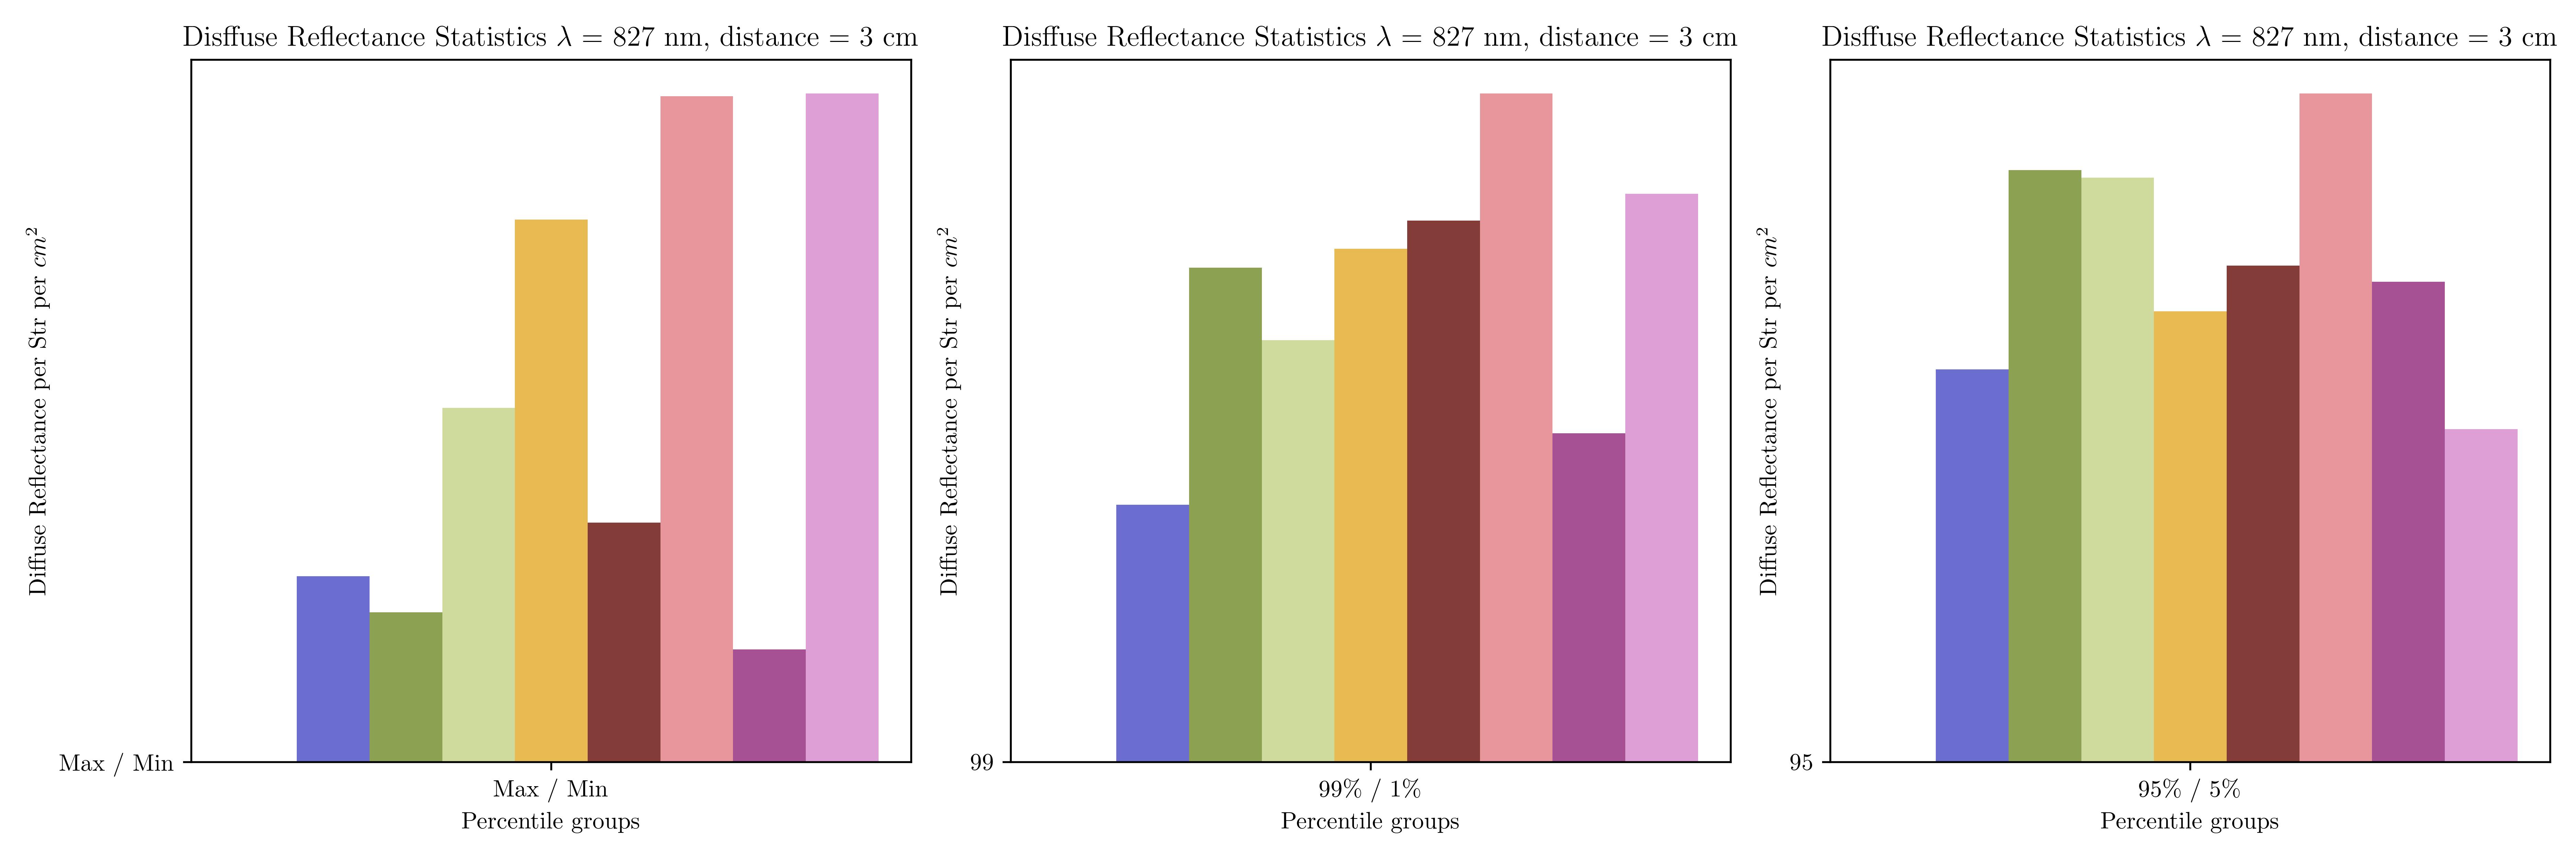 Disffuse Reflectance Statistics λ = 827 nm, distance = 3 cm
Diffuse Reflectance per Str per cm²
Max / Min
Max / Min
Percentile groups
Disffuse Reflectance Statistics λ = 827 nm, distance = 3 cm
Diffuse Reflectance per Str per cm²
99
99% / 1%
Percentile groups
Disffuse Reflectance Statistics λ = 827 nm, distance = 3 cm
Diffuse Reflectance per Str per cm²
95
95% / 5%
Percentile groups